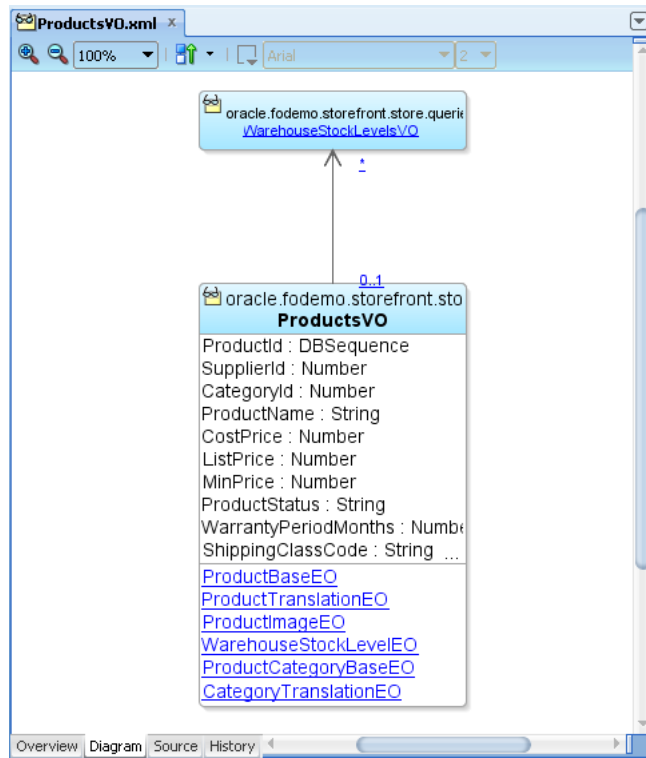 ProductsVO.xml
100%
Arial
2
oracle.fodemo.storefront.store.querie
WarehouseStockLevelsVO
*
0..1
oracle.fodemo.storefront.sto
ProductsVO
ProductId : DBSequence
SupplierId : Number
CategoryId : Number
ProductName : String
CostPrice : Number
ListPrice : Number
MinPrice : Number
ProductStatus : String
WarrantyPeriodMonths : Numbe
ShippingClassCode : String ...
ProductBaseEO
ProductTranslationEO
ProductImageEO
WarehouseStockLevelEO
ProductCategoryBaseEO
CategoryTranslationEO
Overview Diagram Source History